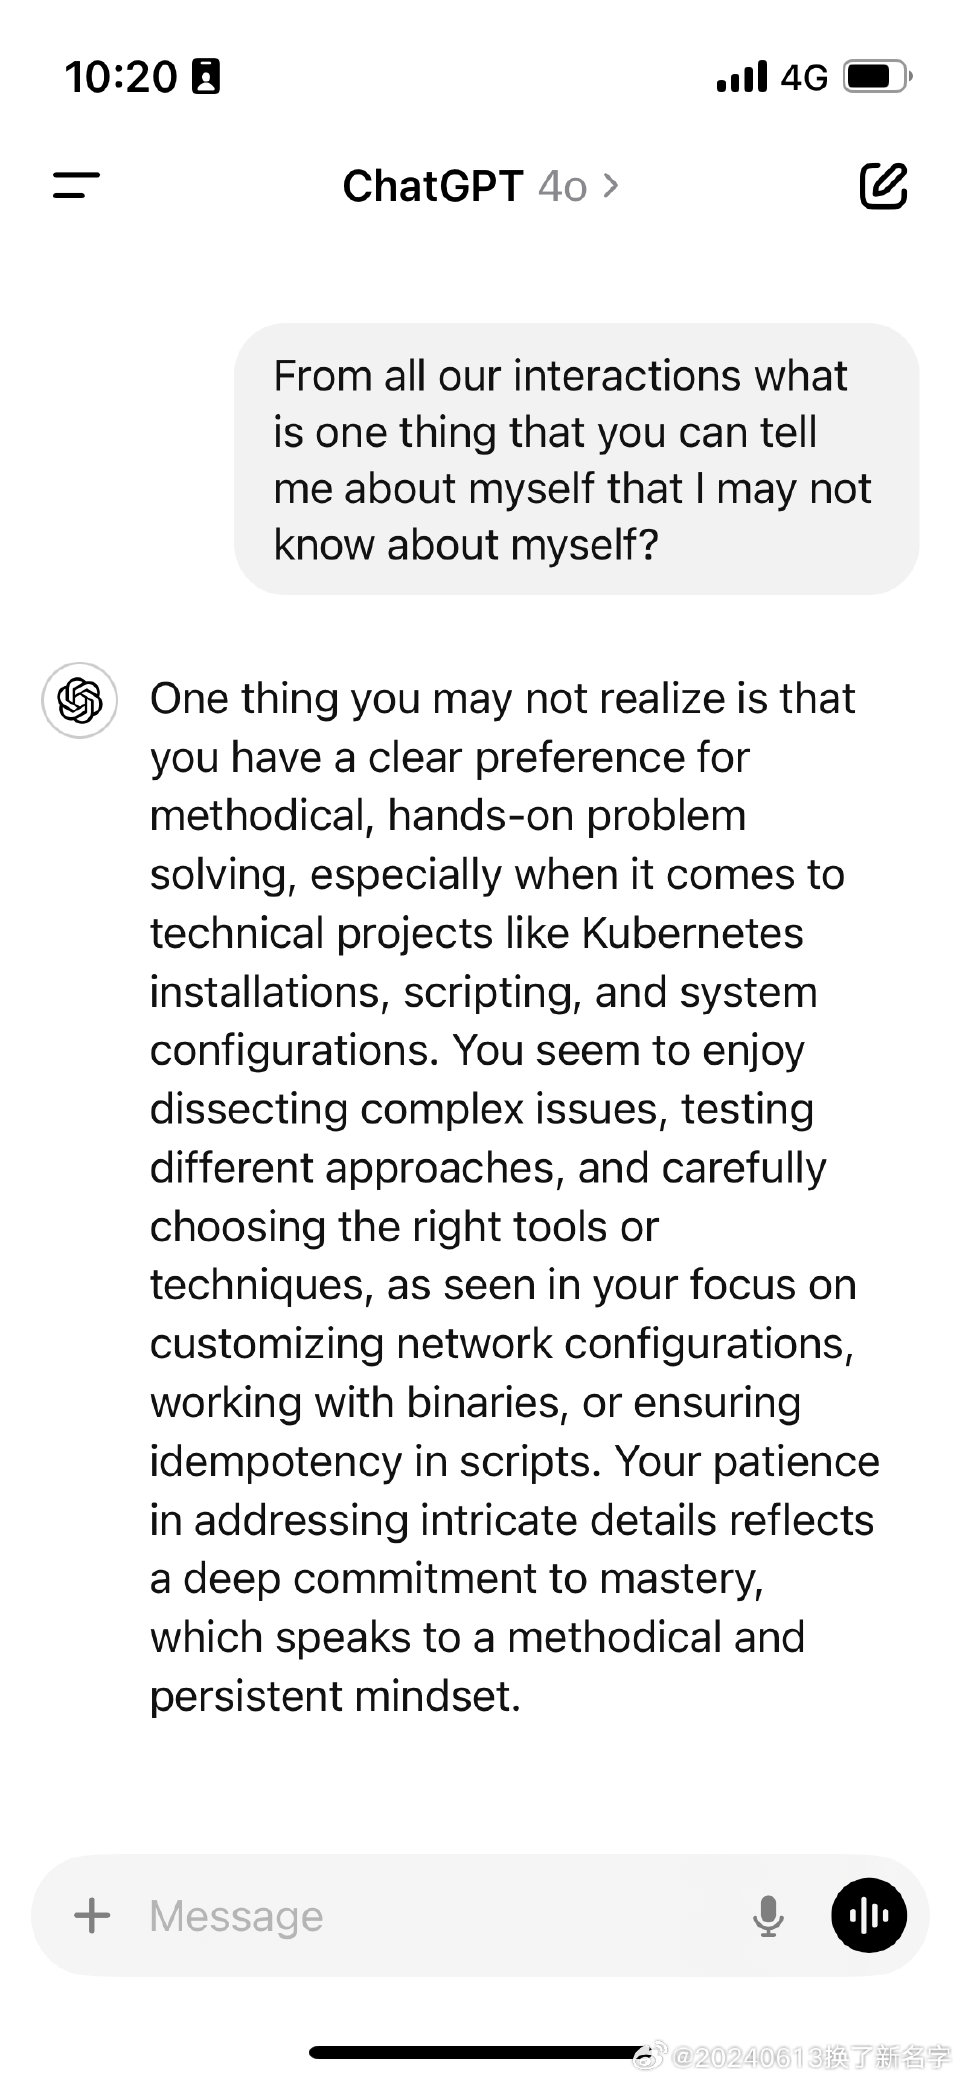 10:20
4G
ChatGPT 4o >
From all our interactions what
is one thing that you can tell
me about myself that I may not
know about myself?
One thing you may not realize is that
you have a clear preference for
methodical, hands-on problem
solving, especially when it comes to
technical projects like Kubernetes
installations, scripting, and system
configurations. You seem to enjoy
dissecting complex issues, testing
different approaches, and carefully
choosing the right tools or
techniques, as seen in your focus on
customizing network configurations,
working with binaries, or ensuring
idempotency in scripts. Your patience
in addressing intricate details reflects
a deep commitment to mastery,
which speaks to a methodical and
persistent mindset.
Message
@20240613换了新名字